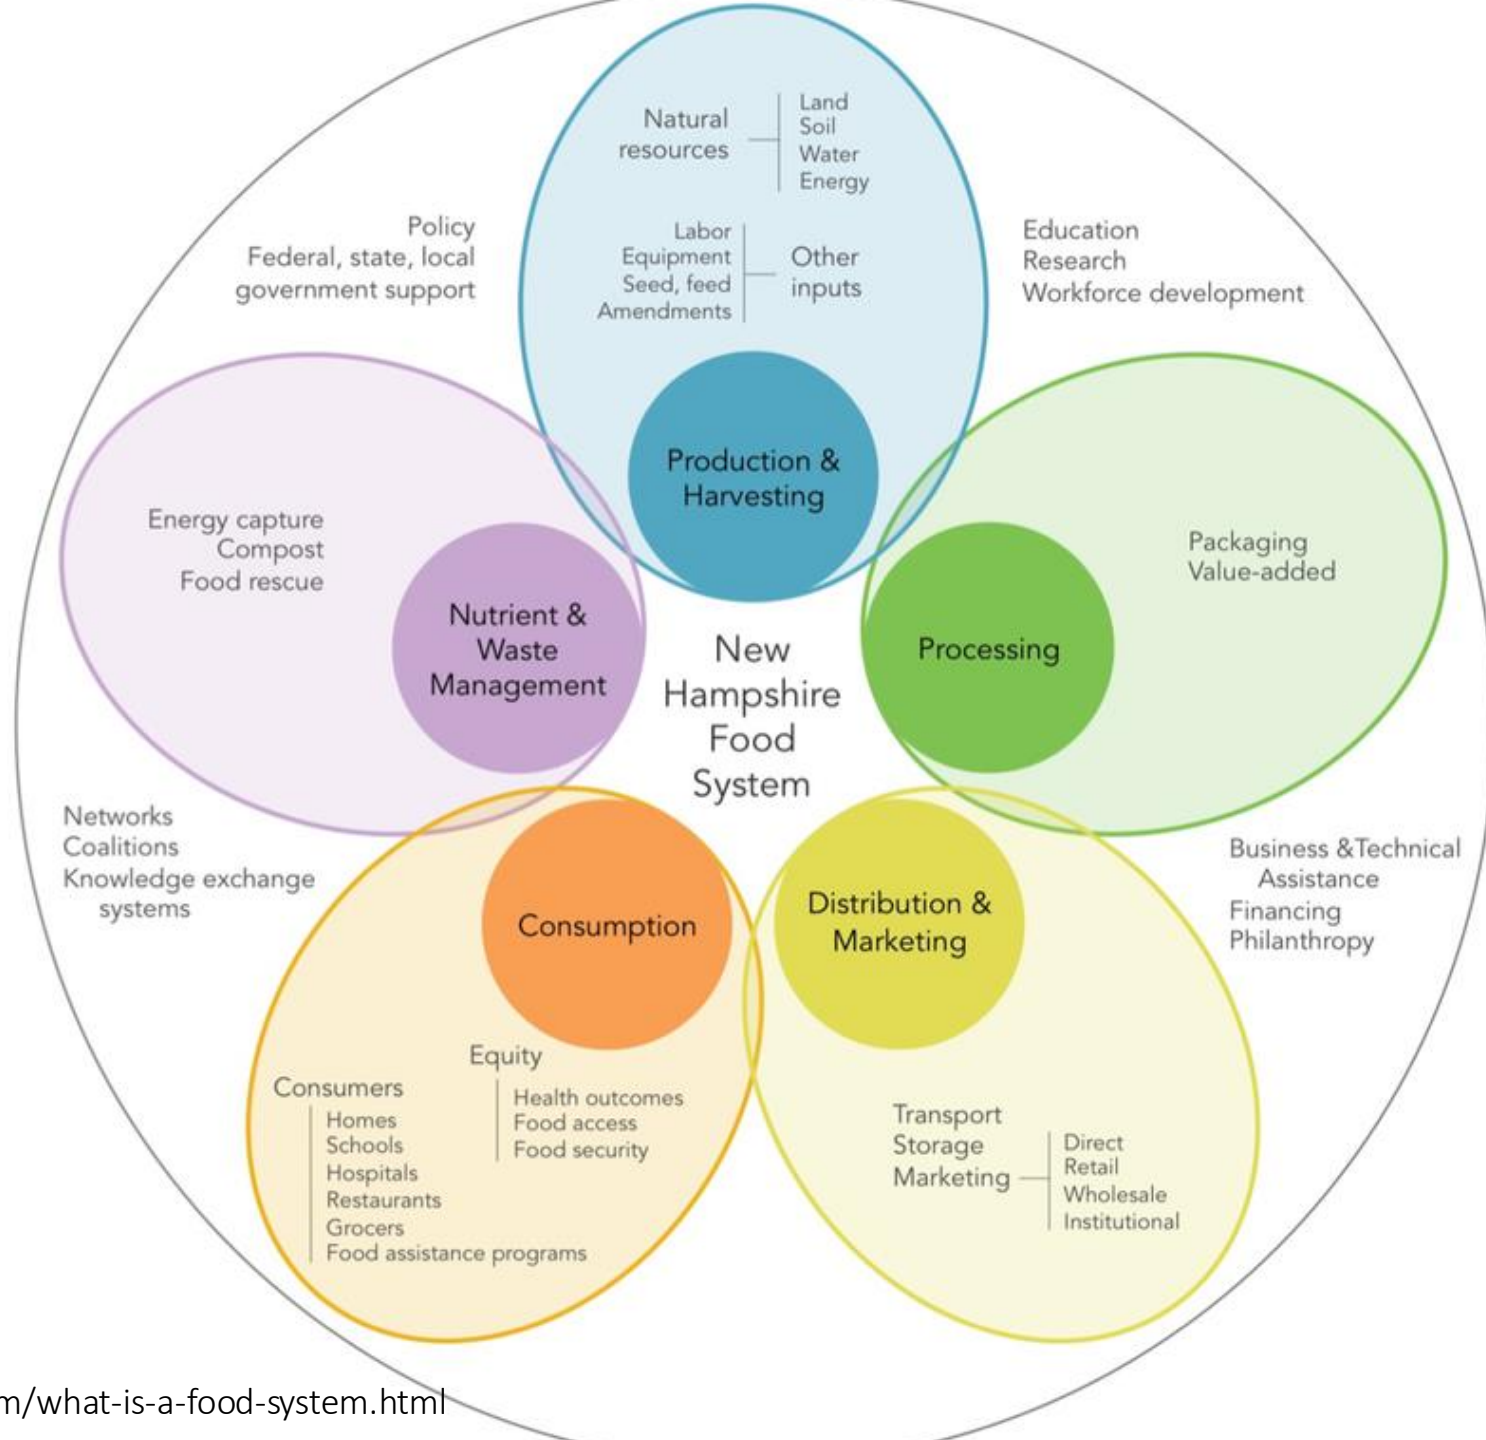 Natural
resources
Land
Soil
Water
Energy
Labor
Equipment
Seed, feed
Amendments
Other
inputs
Production &
Harvesting
Policy
Federal, state, local
government support
Education
Research
Workforce development
Energy capture
Compost
Food rescue
Nutrient &
Waste
Management
Packaging
Value-added
Processing
New
Hampshire
Food
System
Networks
Coalitions
Knowledge exchange
systems
Business &Technical
Assistance
Financing
Philanthropy
Consumption
Equity
Health outcomes
Food access
Food security
Consumers
Homes
Schools
Hospitals
Restaurants
Grocers
Food assistance programs
Distribution &
Marketing
Transport
Storage
Marketing
Direct
Retail
Wholesale
Institutional
m/what-is-a-food-system.html